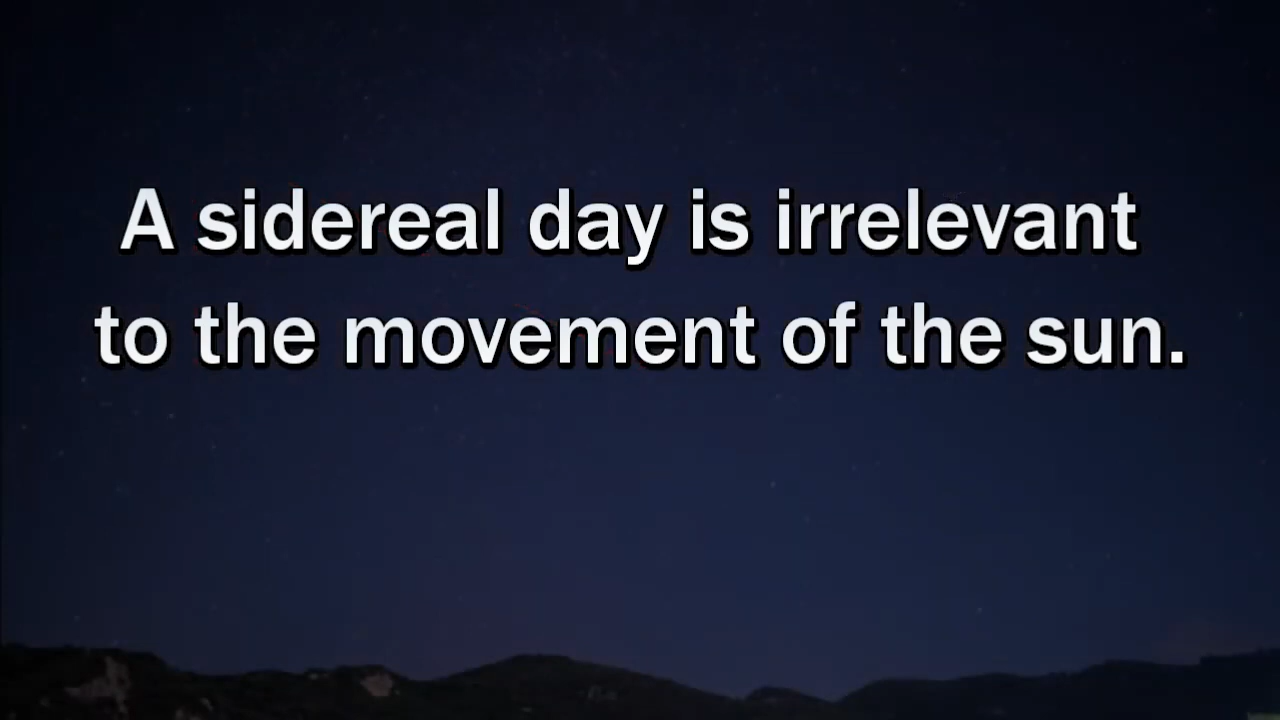 A sidereal day is irrelevant
to the movement of the sun.